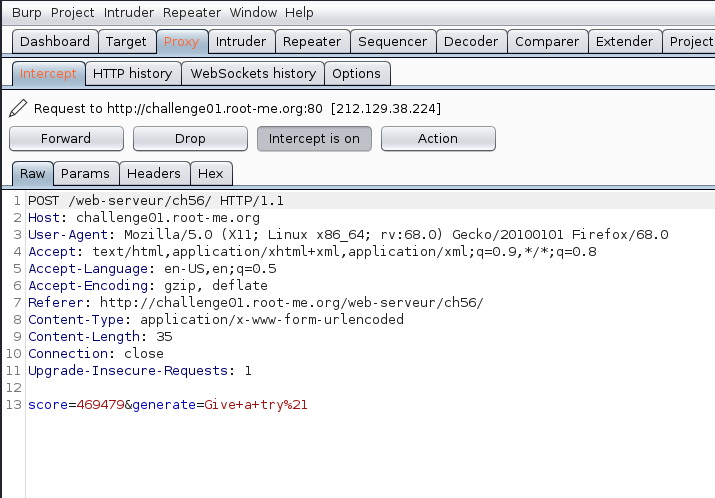 Burp Project Intruder Repeater Window Help
Dashboard Target Proxy Intruder Repeater Sequencer Decoder Comparer Extender Project
Intercept HTTP history WebSockets history Options
Request to http://challenge01.root-me.org:80 [212.129.38.224]
Forward Drop Intercept is on Action
Raw Params Headers Hex
1 POST /web-serveur/ch56/ HTTP/1.1
2 Host: challenge01.root-me.org
3 User-Agent: Mozilla/5.0 (X11; Linux x86_64; rv:68.0) Gecko/20100101 Firefox/68.0
4 Accept: text/html,application/xhtml+xml,application/xml;q=0.9,*/*;q=0.8
5 Accept-Language: en-US,en;q=0.5
6 Accept-Encoding: gzip, deflate
7 Referer: http://challenge01.root-me.org/web-serveur/ch56/
8 Content-Type: application/x-www-form-urlencoded
9 Content-Length: 35
10 Connection: close
11 Upgrade-Insecure-Requests: 1
12
13 score=469479&generate=Give+a+try%21